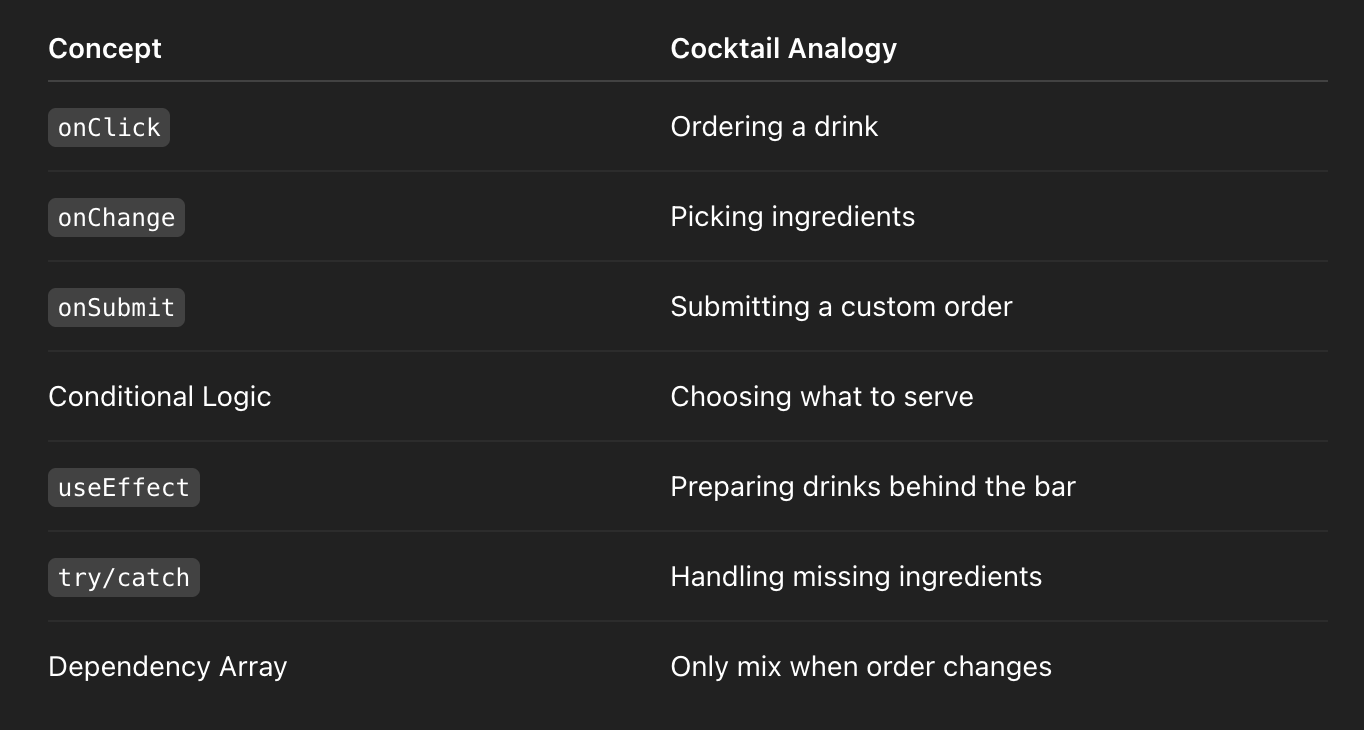 Concept Cocktail Analogy
onClick Ordering a drink
onChange Picking ingredients
onSubmit Submitting a custom order
Conditional Logic Choosing what to serve
useEffect Preparing drinks behind the bar
try/catch Handling missing ingredients
Dependency Array Only mix when order changes